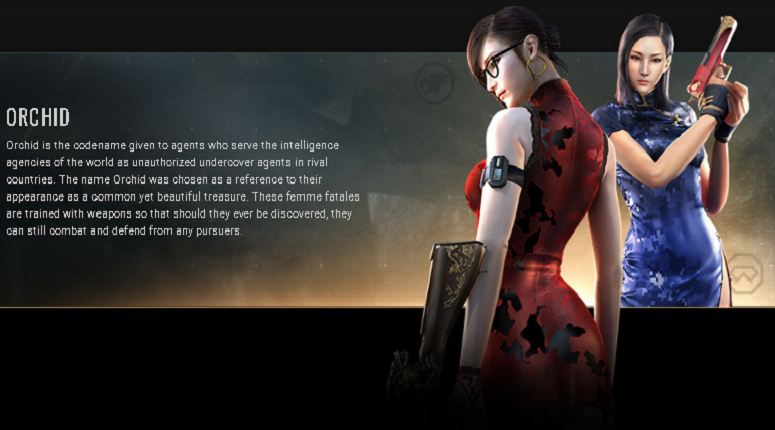 ORCHID
Orchid is the codename given to agents who serve the intelligence
agencies of the world as unauthorized undercover agents in rival
countries. The name Orchid was chosen as a reference to their
appearance as a common yet beautiful treasure. These femme fatales
are trained with weapons so that should they ever be discovered, they
can still combat and defend from any pursuers.